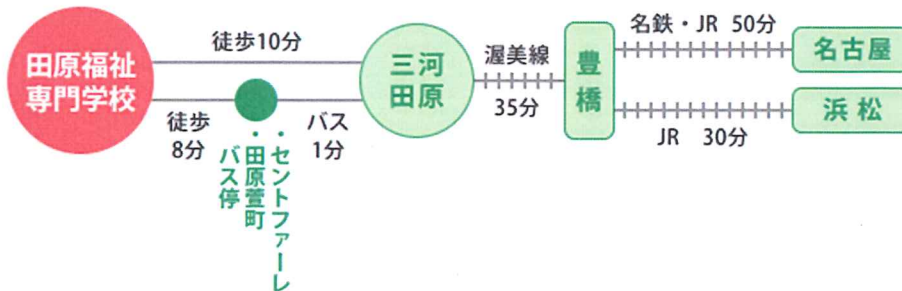 田原福祉
専門学校
徒歩10分
徒歩
8分
バス
1分
・セントファーレ
・田原萱町
バス停
三河
田原
渥美線
35分
豊橋
名鉄・JR 50分
名古屋
JR 30分
浜松